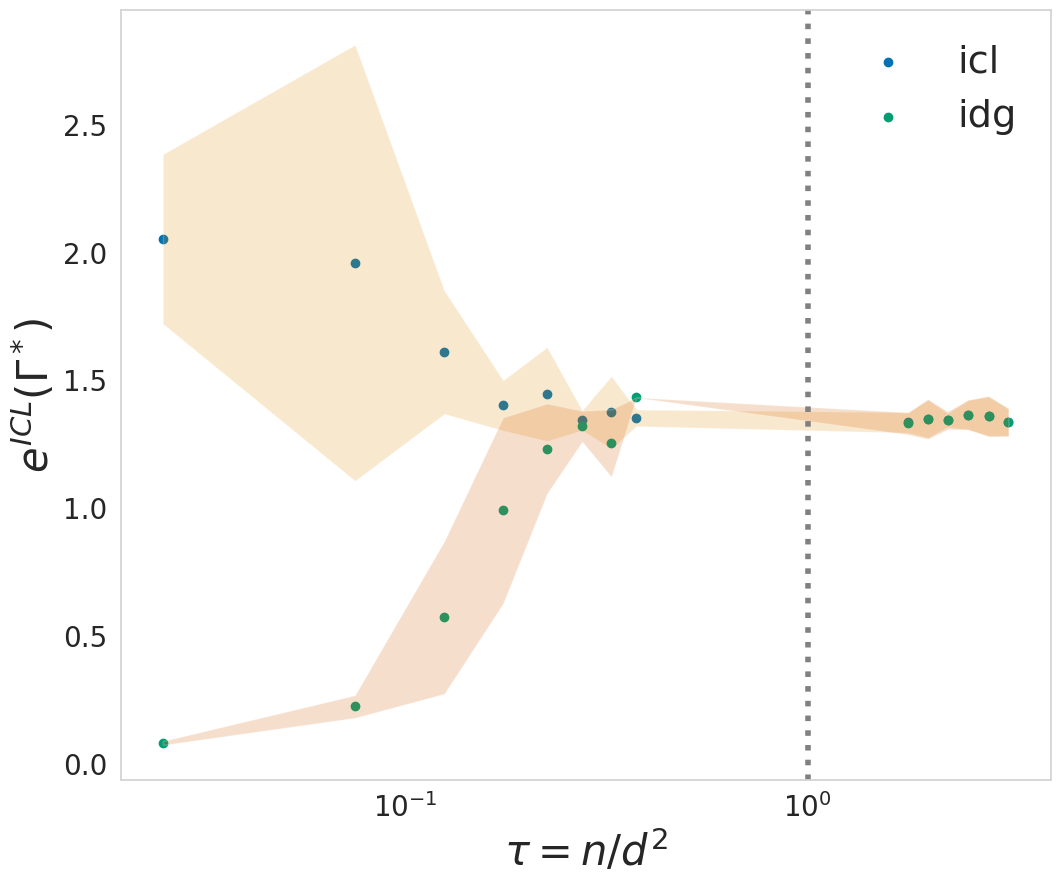 e^{ICL}(Γ^*)
2.5
2.0
1.5
1.0
0.5
0.0
icl
idg
10^{-1}
10^{0}
τ = n/d^2